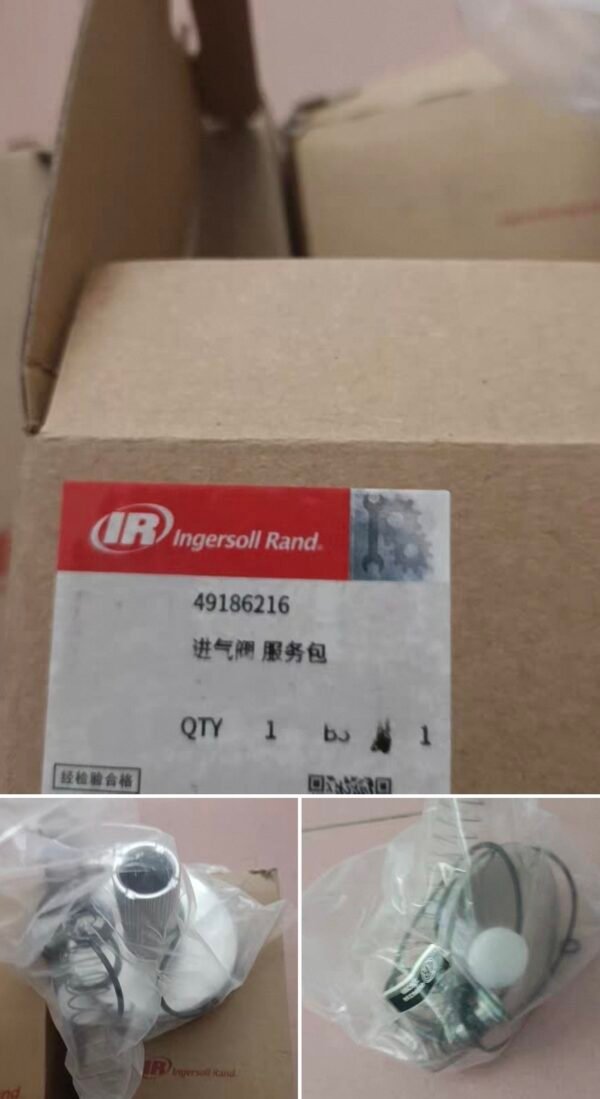 IR Ingersoll Rand.
49186216
进气阀 服务包
QTY 1 1
经检验合格
IR Ingersoll Rand